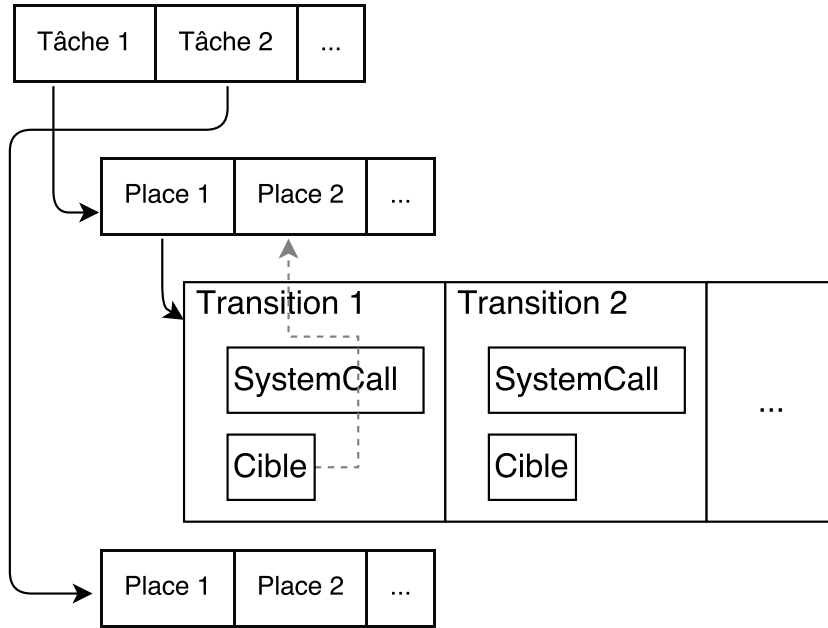 Tâche 1 Tâche 2 ...
Place 1 Place 2 ...
Transition 1 Transition 2
SystemCall SystemCall
...
Cible Cible
Place 1 Place 2 ...